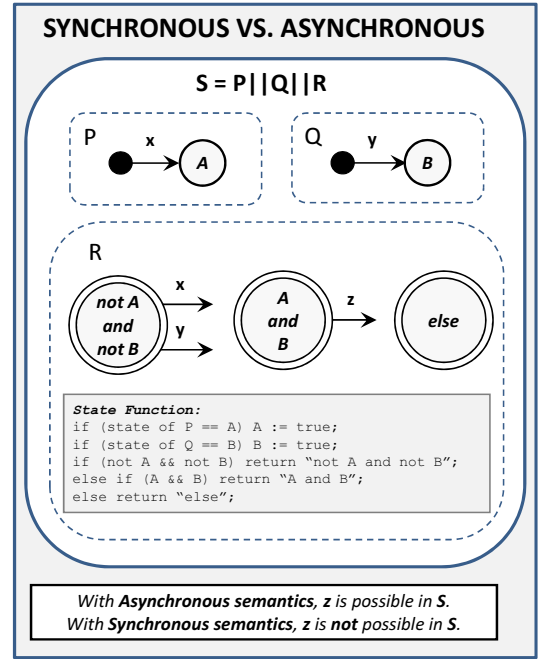 SYNCHRONOUS VS. ASYNCHRONOUS
S = P||Q||R
P
x
A
Q
y
B
R
not A
and
not B
x
y
A
and
B
z
else
State Function:
if (state of P == A) A := true;
if (state of Q == B) B := true;
if (not A && not B) return “not A and not B”;
else if (A && B) return “A and B”;
else return “else”;
With Asynchronous semantics, z is possible in S.
With Synchronous semantics, z is not possible in S.